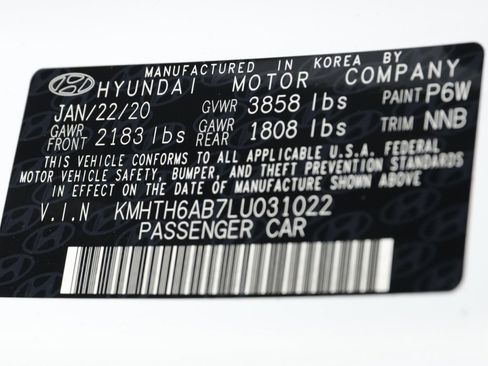 MANUFACTURED IN KOREA BY
HYUNDAI MOTOR COMPANY
JAN/22/20 GVWR 3858 lbs PAINT P6W
GAWR FRONT 2183 lbs GAWR REAR 1808 lbs TRIM NNB
THIS VEHICLE CONFORMS TO ALL APPLICABLE U.S.A. FEDERAL
MOTOR VEHICLE SAFETY, BUMPER, AND THEFT PREVENTION STANDARDS
IN EFFECT ON THE DATE OF MANUFACTURE SHOWN ABOVE
V.I.N KMHTH6AB7LU031022
PASSENGER CAR